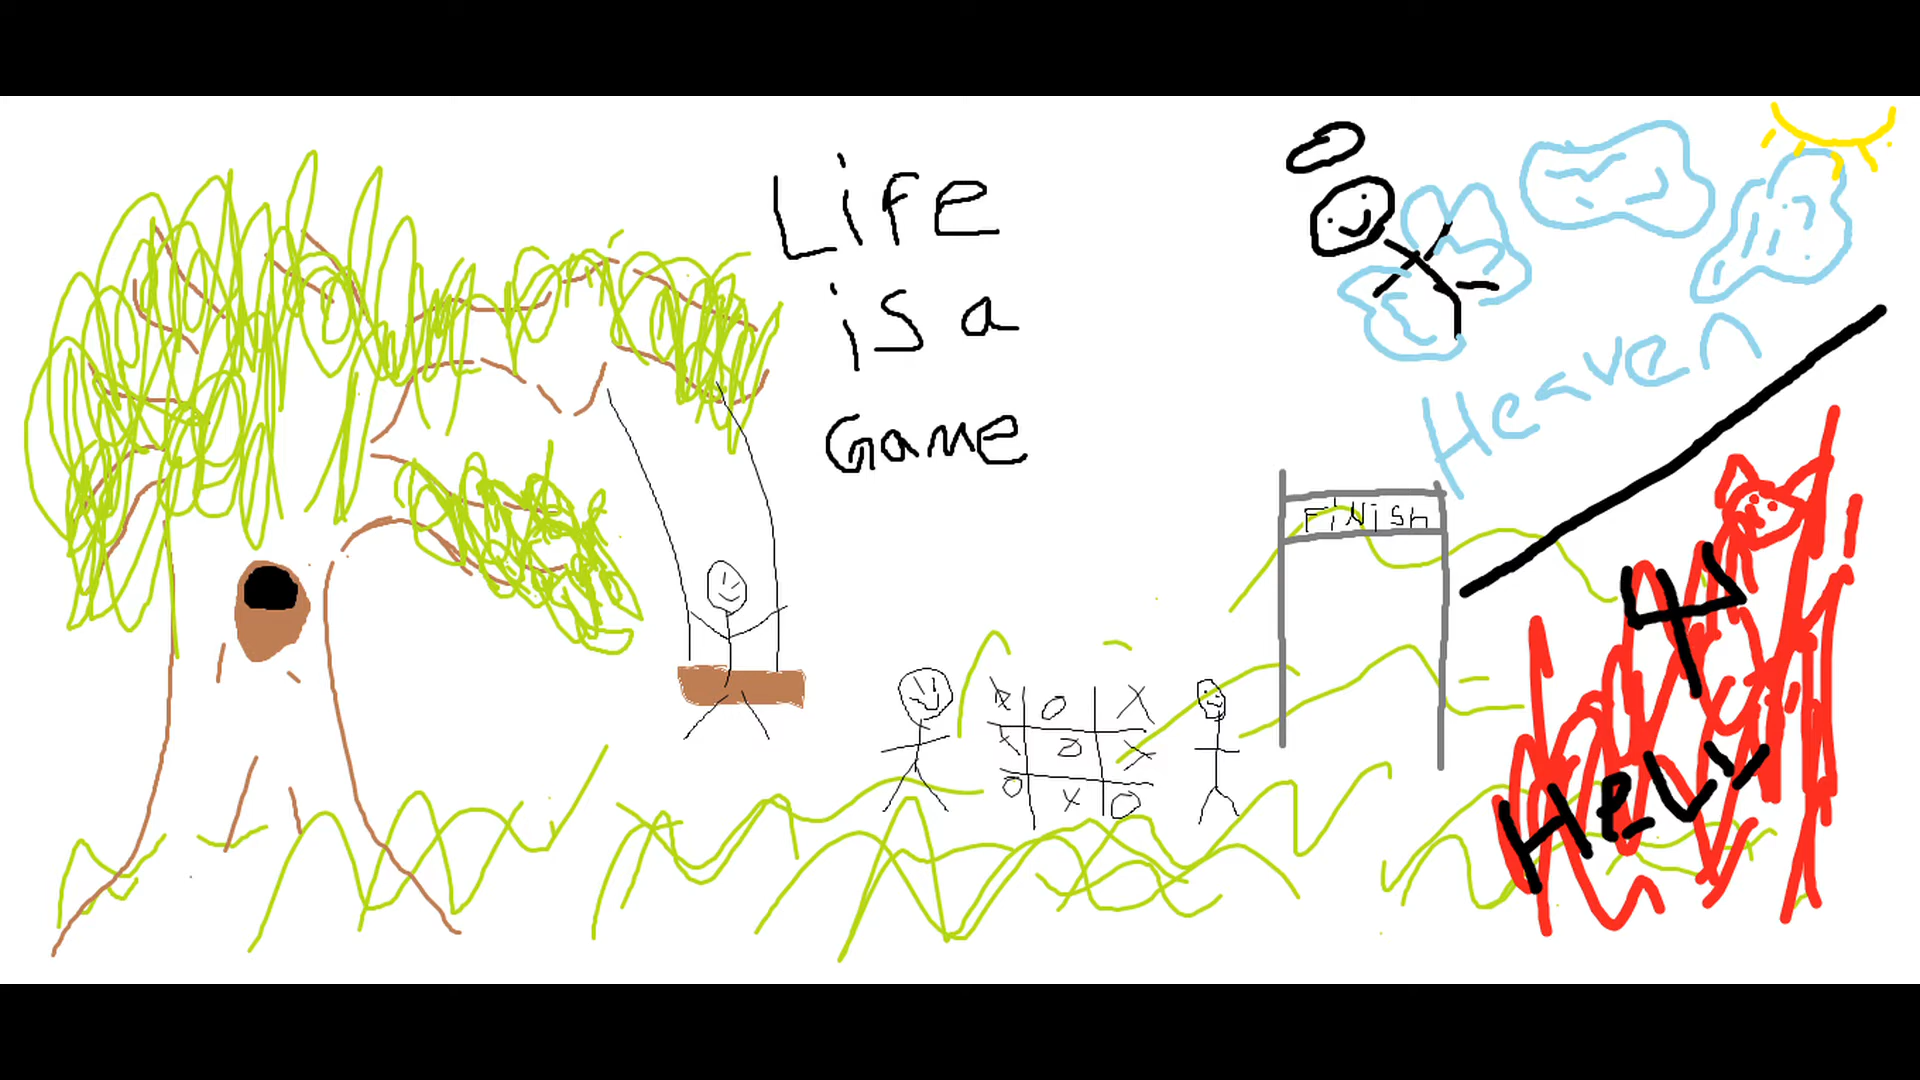 Life
is a
Game
Heaven
Finish
X O X
X O X
O X O
Hell